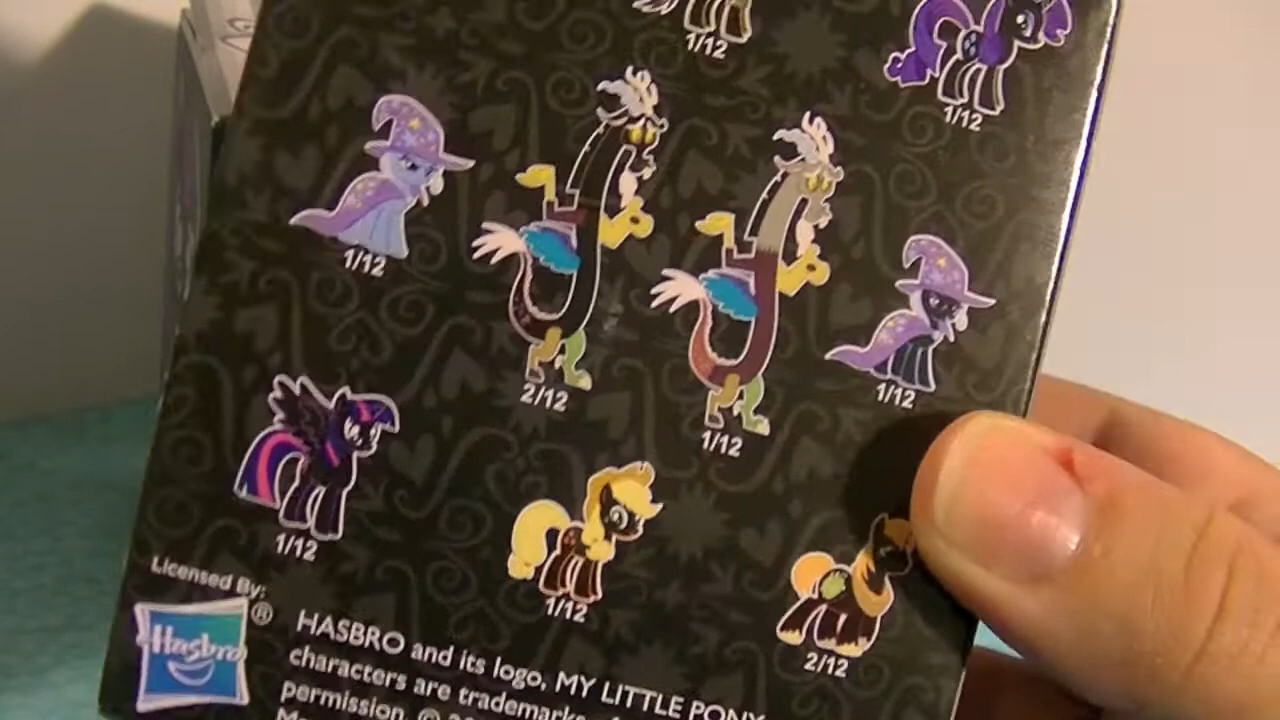 1/12
1/12
1/12
2/12
1/12
1/12
1/12
1/12
2/12
Licensed By:
Hasbro ®
HASBRO and its logo, MY LITTLE PONY
characters are trademarks
permission. ©